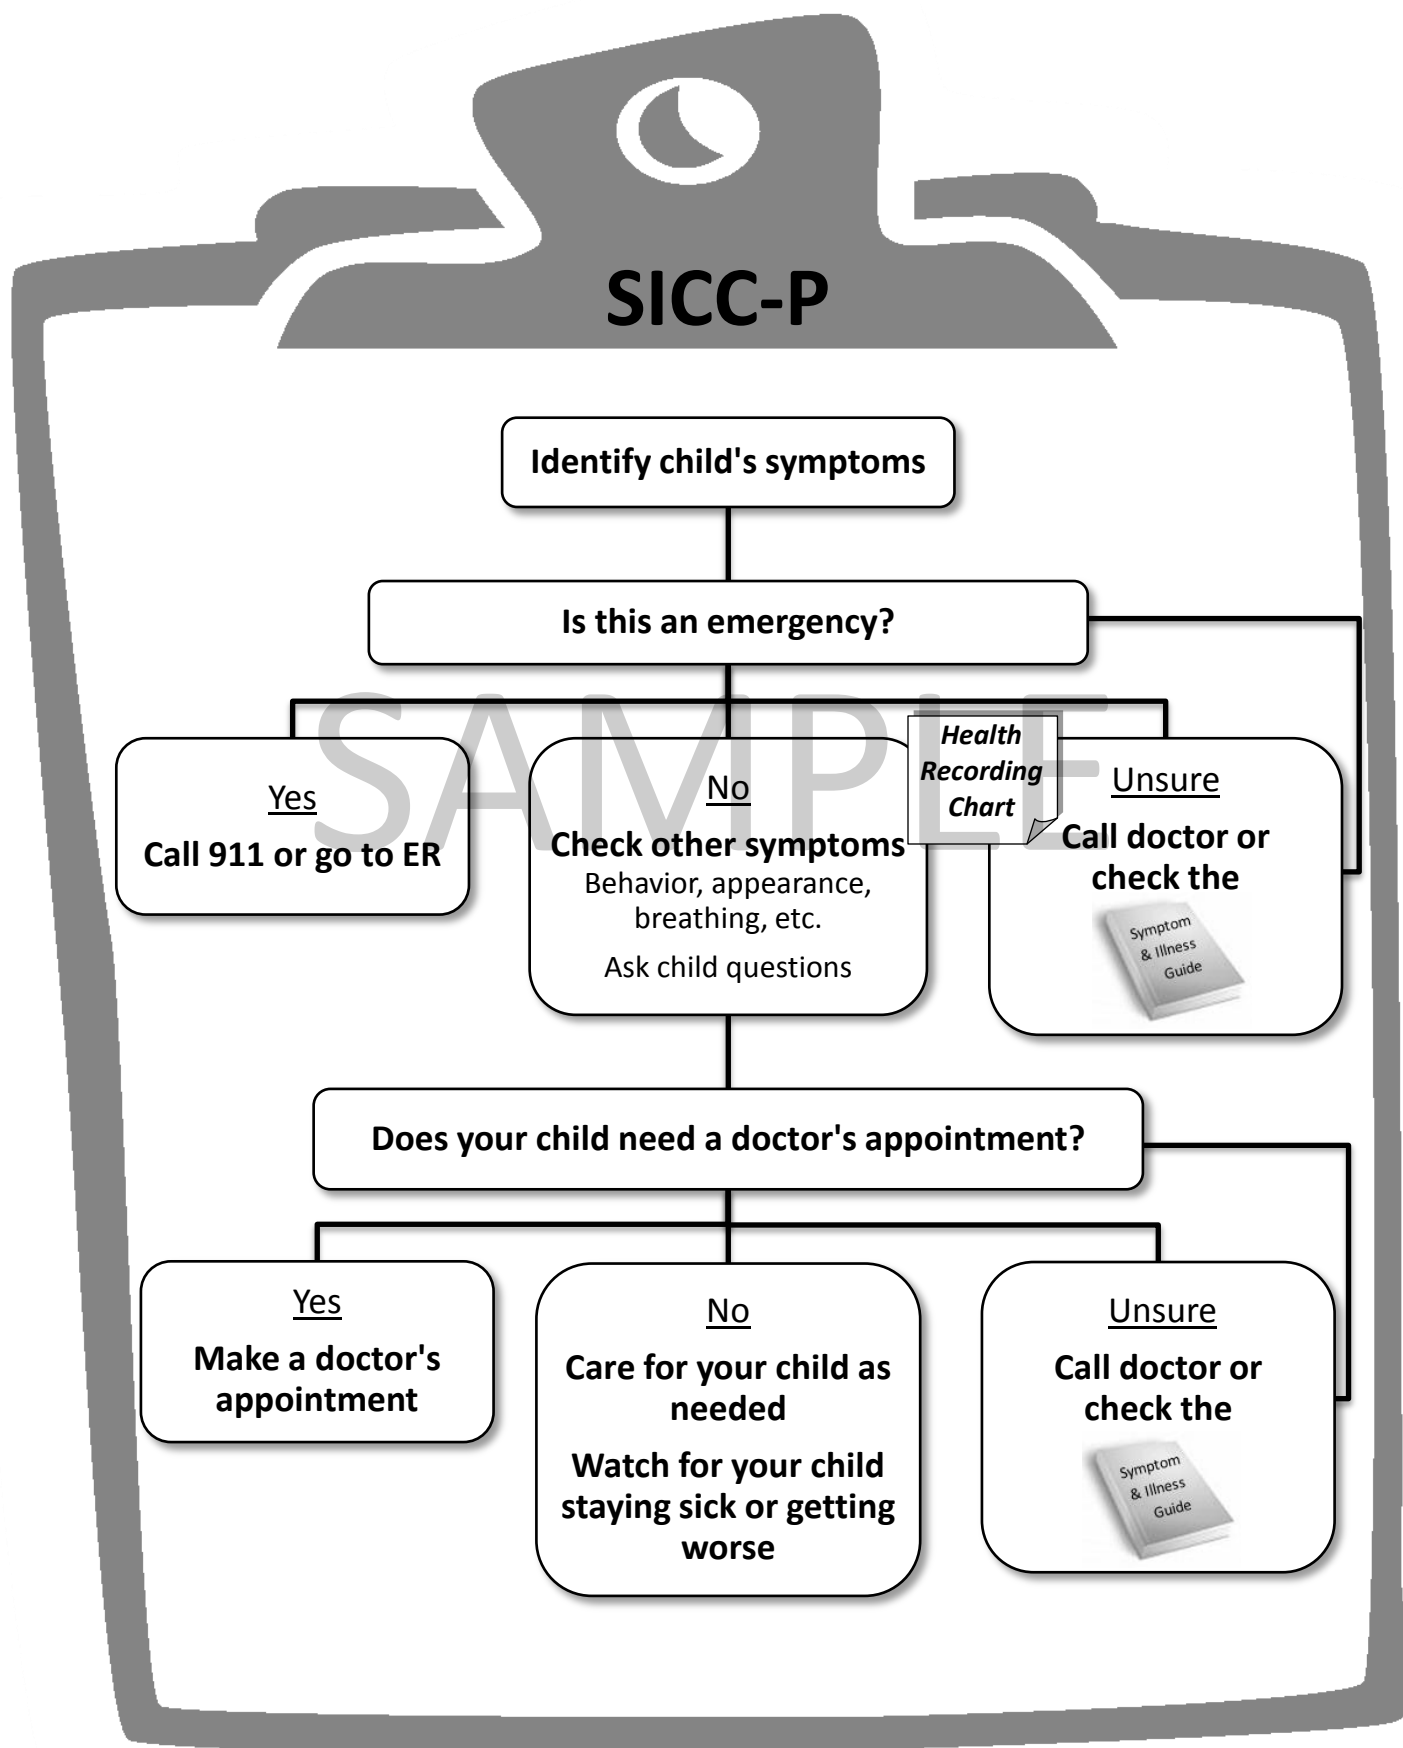 SICC-P
Identify child's symptoms
Is this an emergency?
SAMPLE
Yes
Call 911 or go to ER
No
Check other symptoms
Behavior, appearance,
breathing, etc.
Ask child questions
Health
Recording
Chart
Unsure
Call doctor or
check the
Symptom
& Illness
Guide
Does your child need a doctor's appointment?
Yes
Make a doctor's
appointment
No
Care for your child as
needed
Watch for your child
staying sick or getting
worse
Unsure
Call doctor or
check the
Symptom
& Illness
Guide